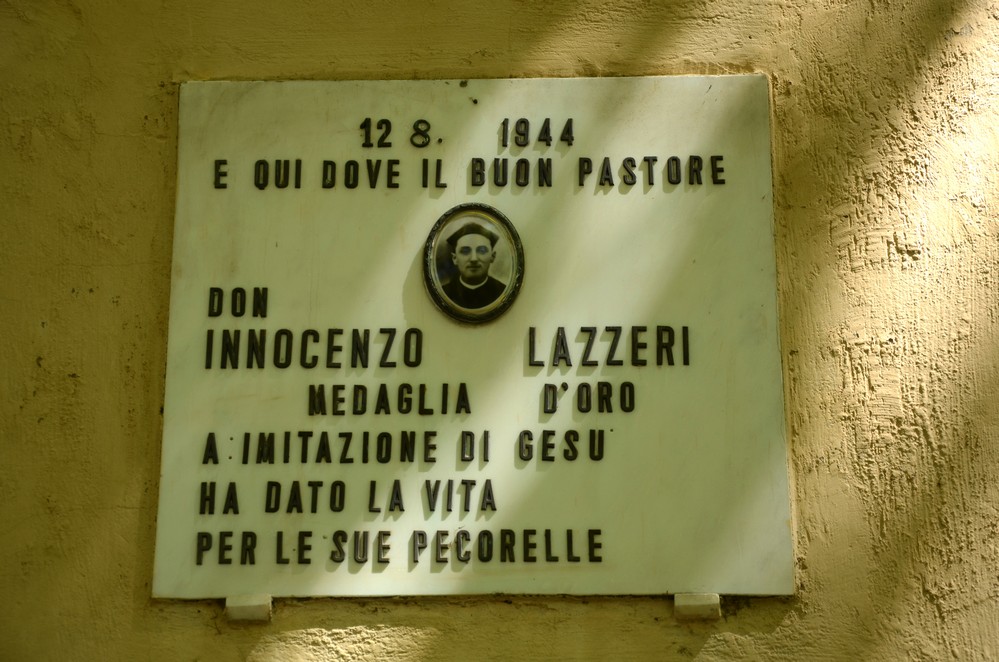 12 8. 1944
E QUI DOVE IL BUON PASTORE
DON
INNOCENZO LAZZERI
MEDAGLIA D'ORO
A IMITAZIONE DI GESU
HA DATO LA VITA
PER LE SUE PECORELLE